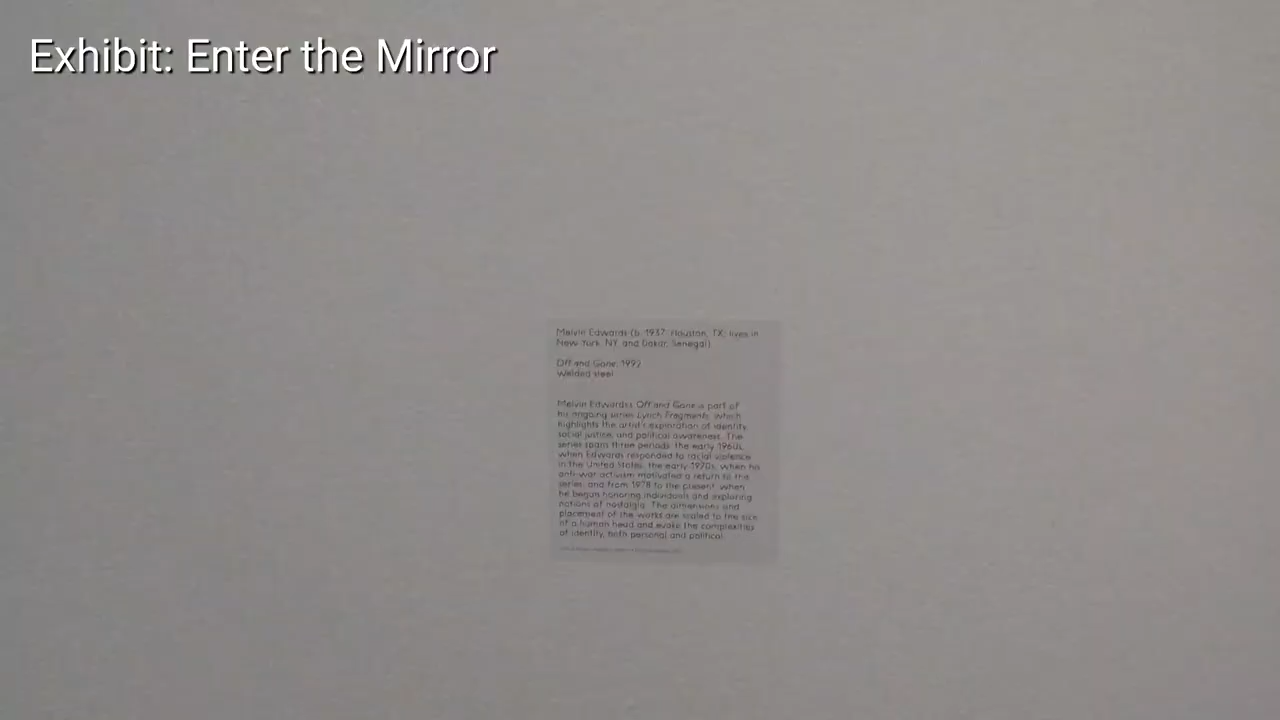 Exhibit: Enter the Mirror
Melvin Edwards (b. 1937, Houston, TX; lives in
New York, NY and Dakar, Senegal)
Off and Gone, 1992
Welded steel
Melvin Edwards's Off and Gone is part of
his ongoing series Lynch Fragments, which
highlights the artist's exploration of identity,
social justice, and political awareness. The
series spans three periods: the early 1960s,
when Edwards responded to racial violence
in the United States; the early 1970s, when his
anti-war activism motivated a return to the
series; and from 1978 to the present, when
he began honoring individuals and exploring
notions of nostalgia. The dimensions and
placement of the works are scaled to the size
of a human head and evoke the complexities
of identity, both personal and political.